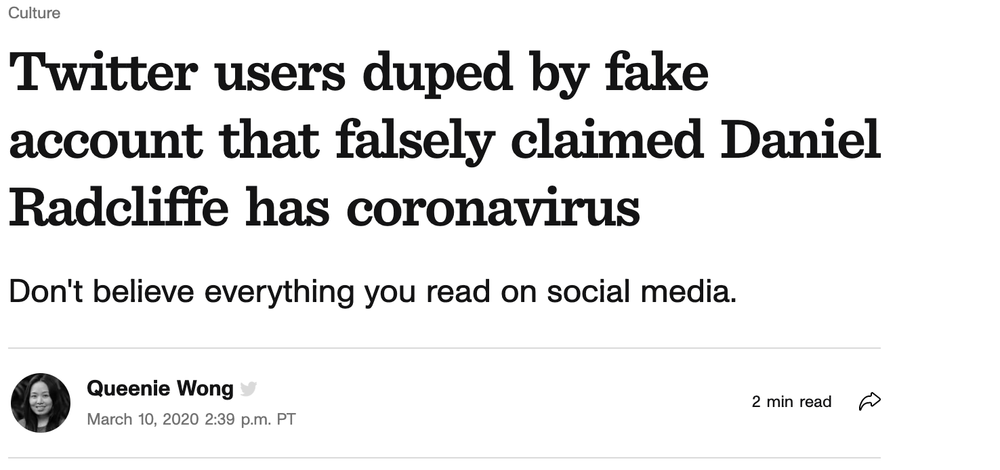 Culture
Twitter users duped by fake
account that falsely claimed Daniel
Radcliffe has coronavirus
Don't believe everything you read on social media.
Queenie Wong
March 10, 2020 2:39 p.m. PT
2 min read